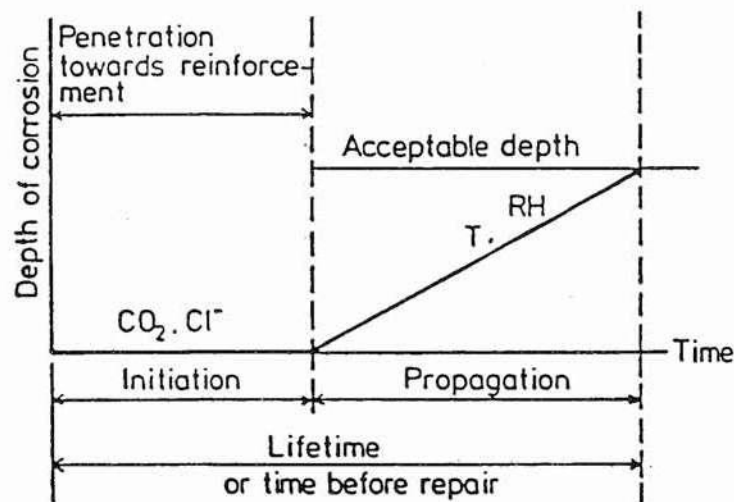 Penetration
towards reinforce-
ment
Depth of corrosion
Acceptable depth
RH
T.
CO₂. Cl⁻
Time
Initiation
Propagation
Lifetime
or time before repair